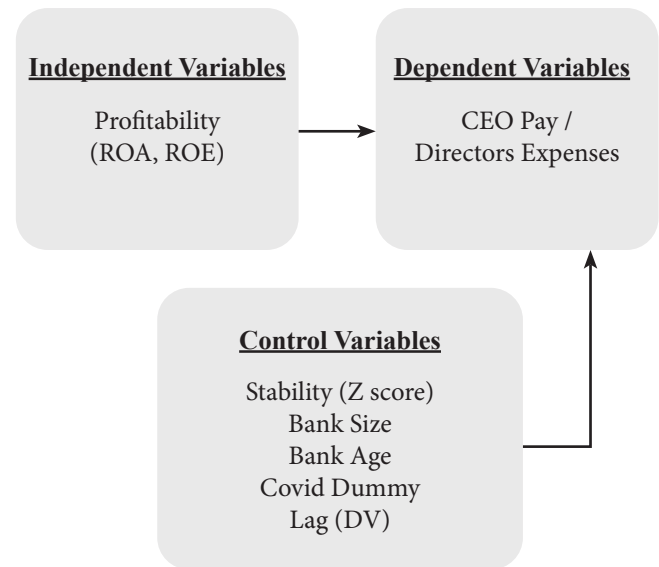 Independent Variables
Profitability
(ROA, ROE)
Dependent Variables
CEO Pay /
Directors Expenses
Control Variables
Stability (Z score)
Bank Size
Bank Age
Covid Dummy
Lag (DV)